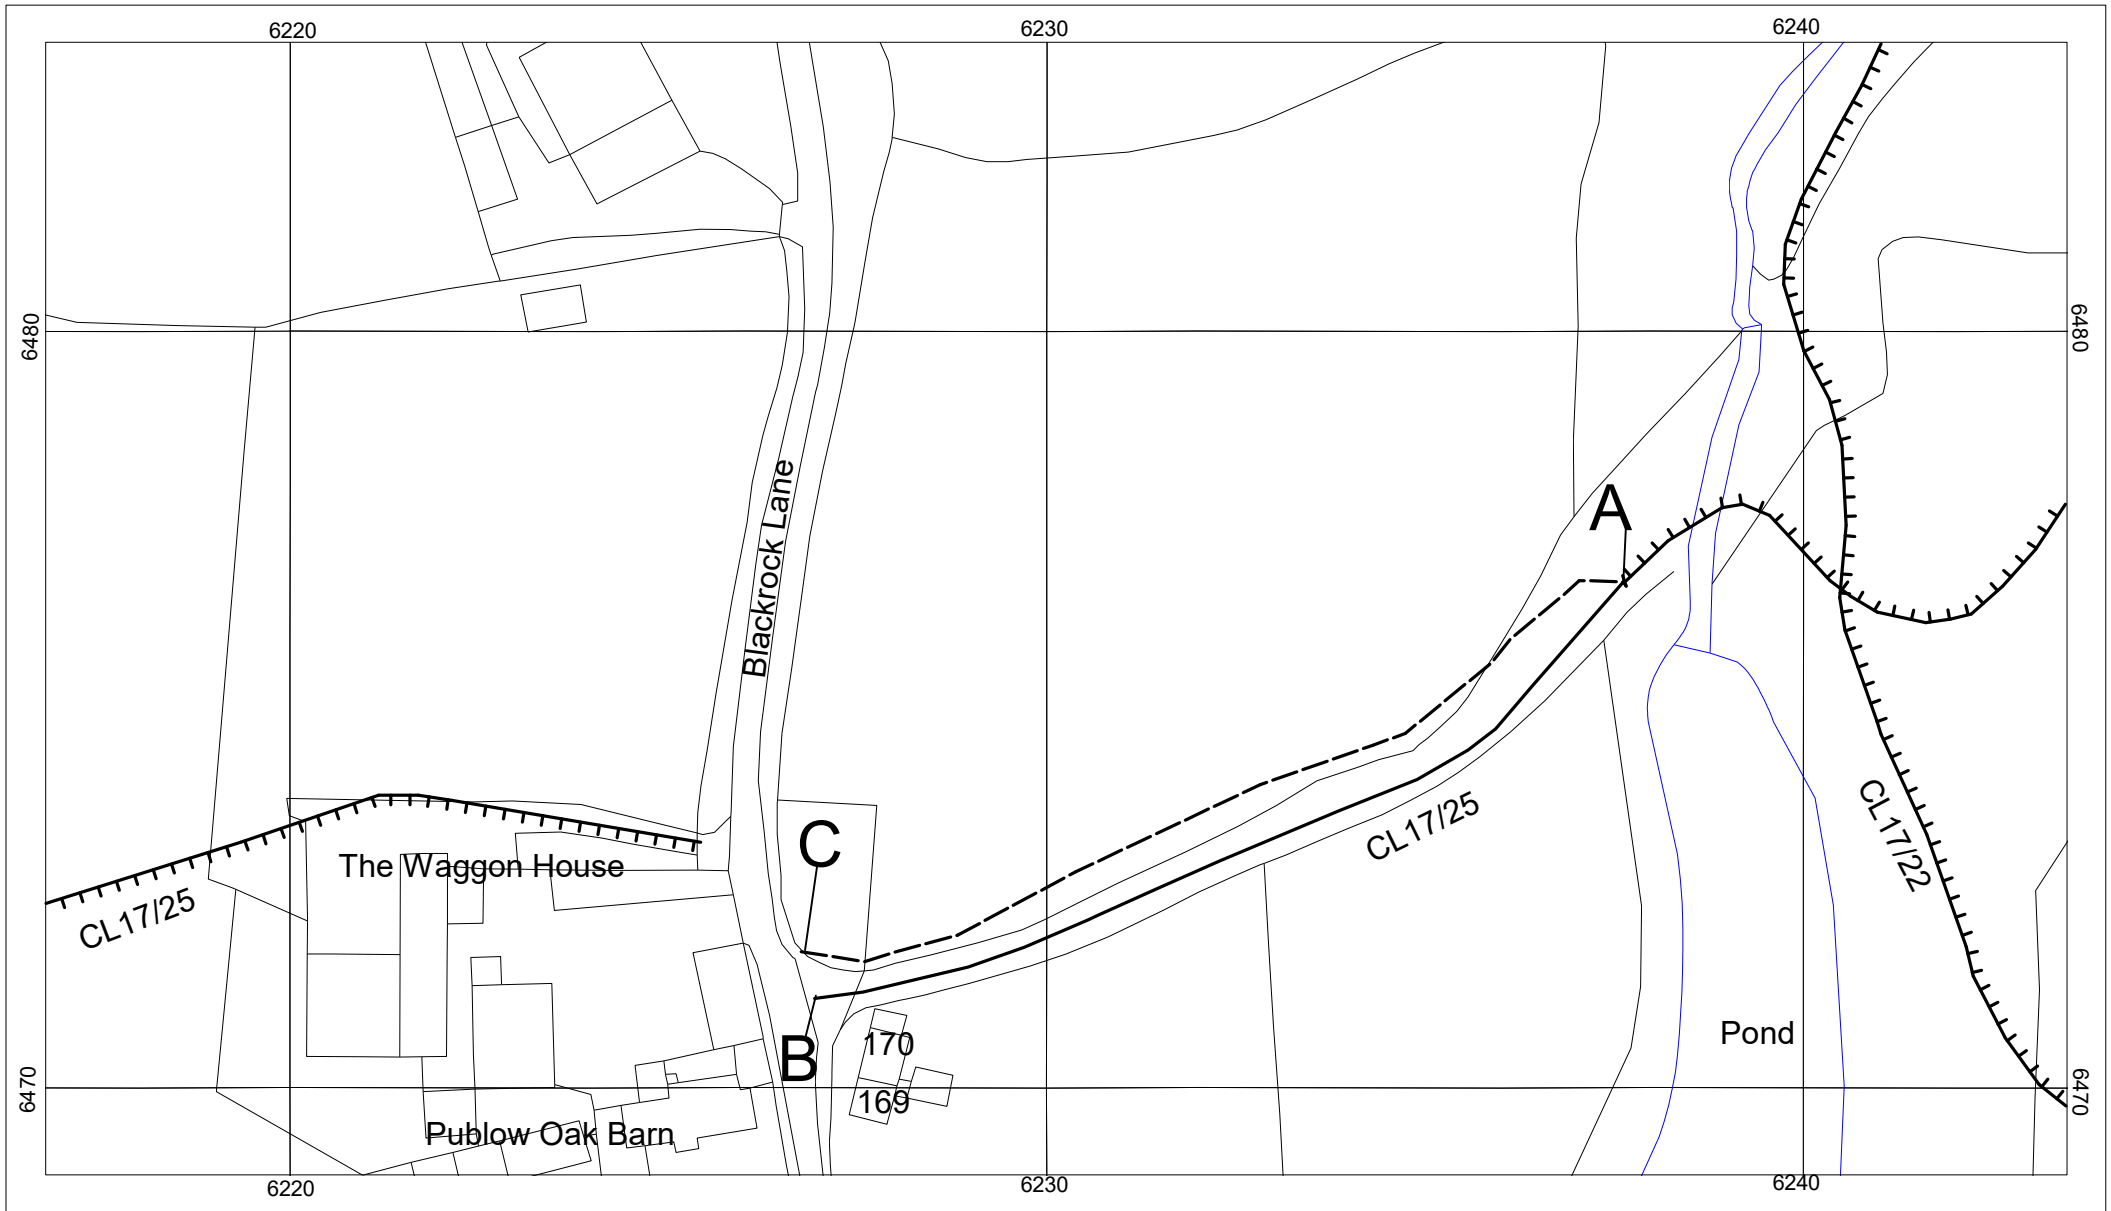 6220
6230
6240
6480
6480
Blackrock Lane
A
C
CL17/25
CL17/22
The Waggon House
CL17/25
B
170
169
Pond
6470
6470
Publow Oak Barn
6220
6230
6240